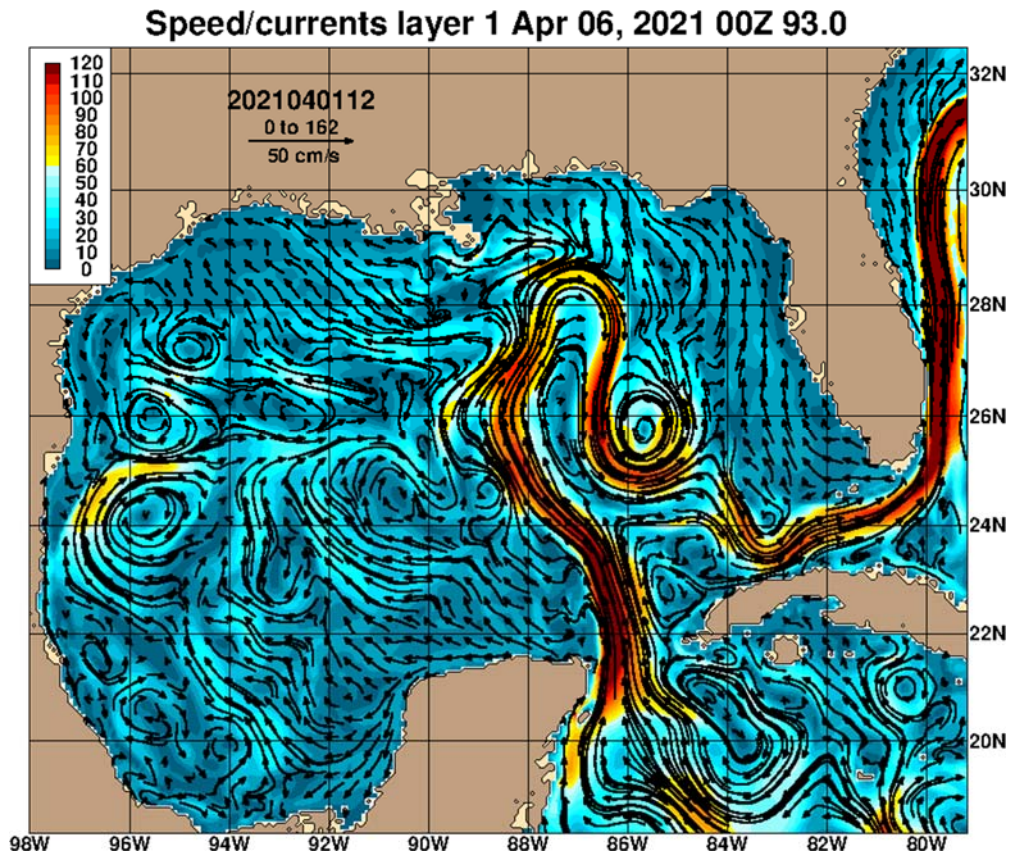 Speed/currents layer 1 Apr 06, 2021 00Z 93.0
120
110
100
90
80
70
60
50
40
30
20
10
0
2021040112
0 to 162
50 cm/s
32N
30N
28N
26N
24N
22N
20N
98W 96W 94W 92W 90W 88W 86W 84W 82W 80W